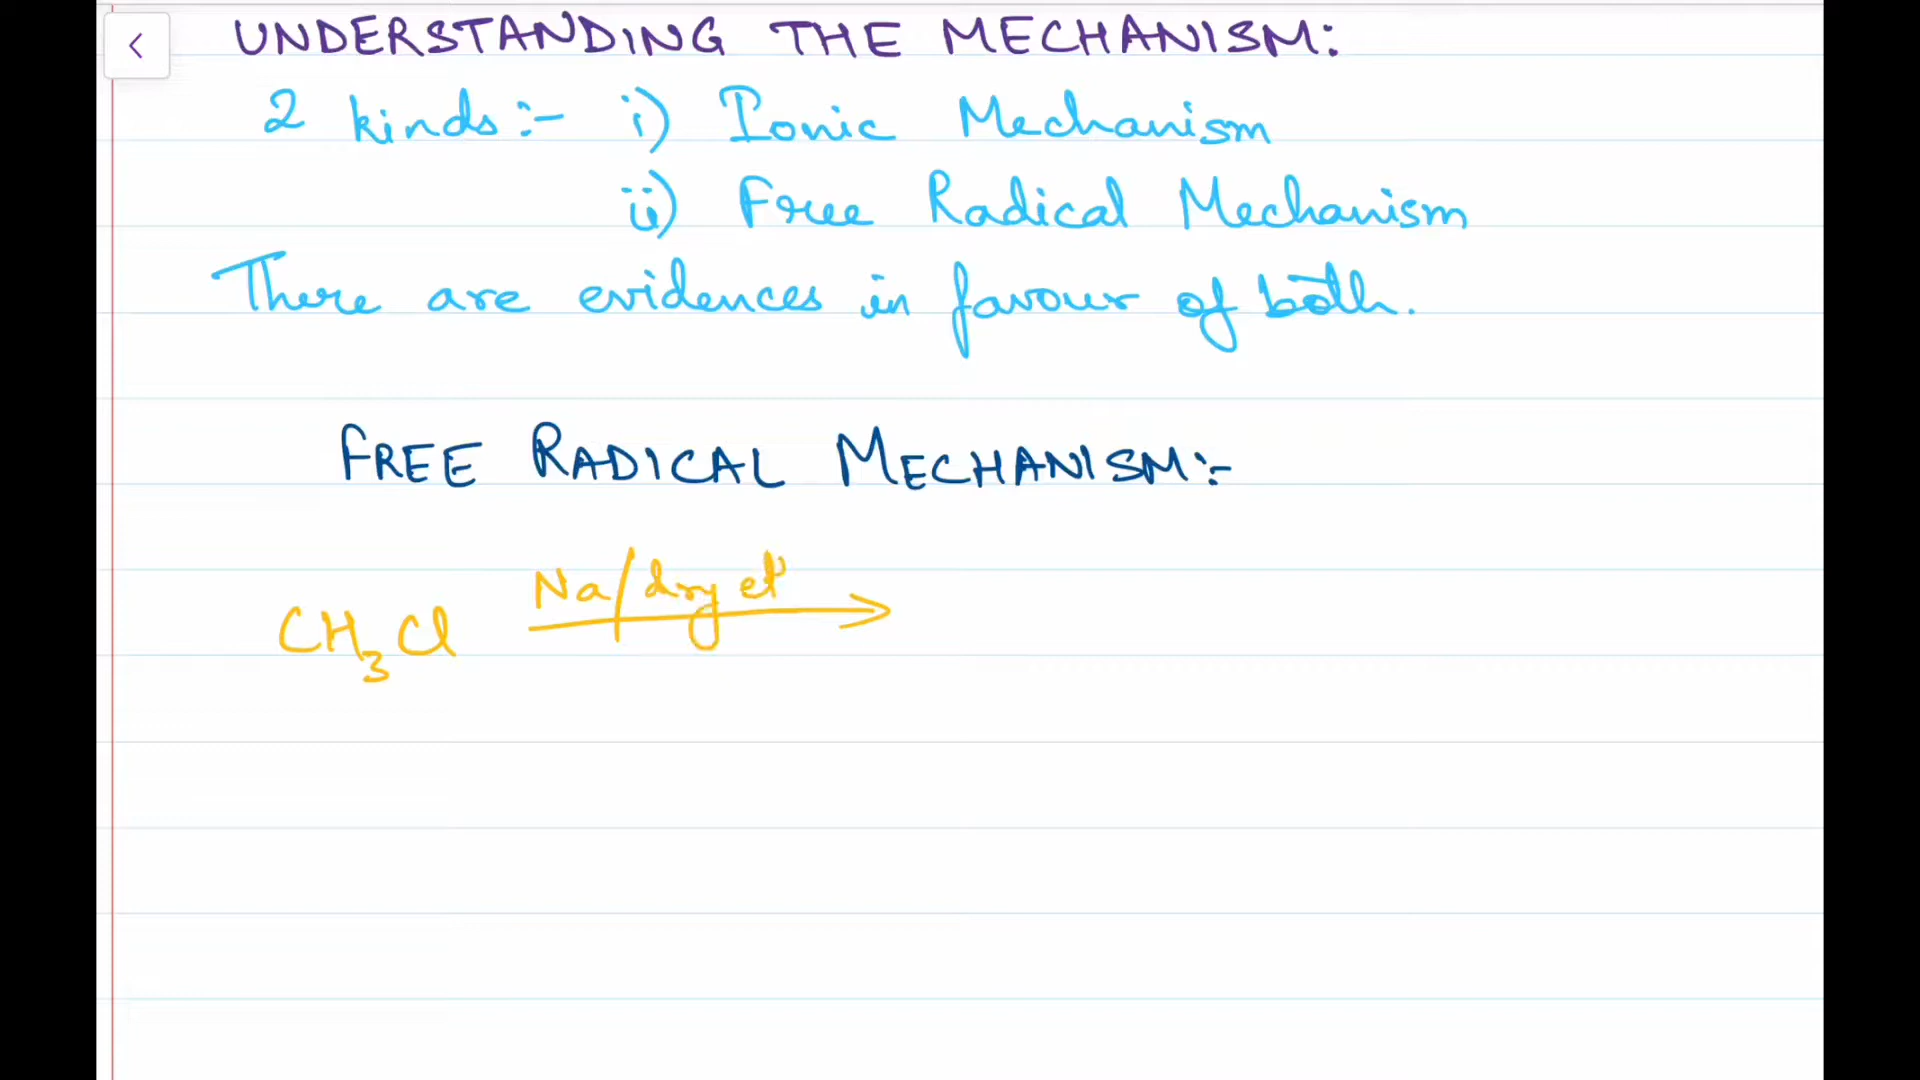 UNDERSTANDING THE MECHANISM:
2 kinds:- i) Ionic Mechanism
ii) Free Radical Mechanism
There are evidences in favour of both.
FREE RADICAL MECHANISM:-
CH₃Cl Na/dry et